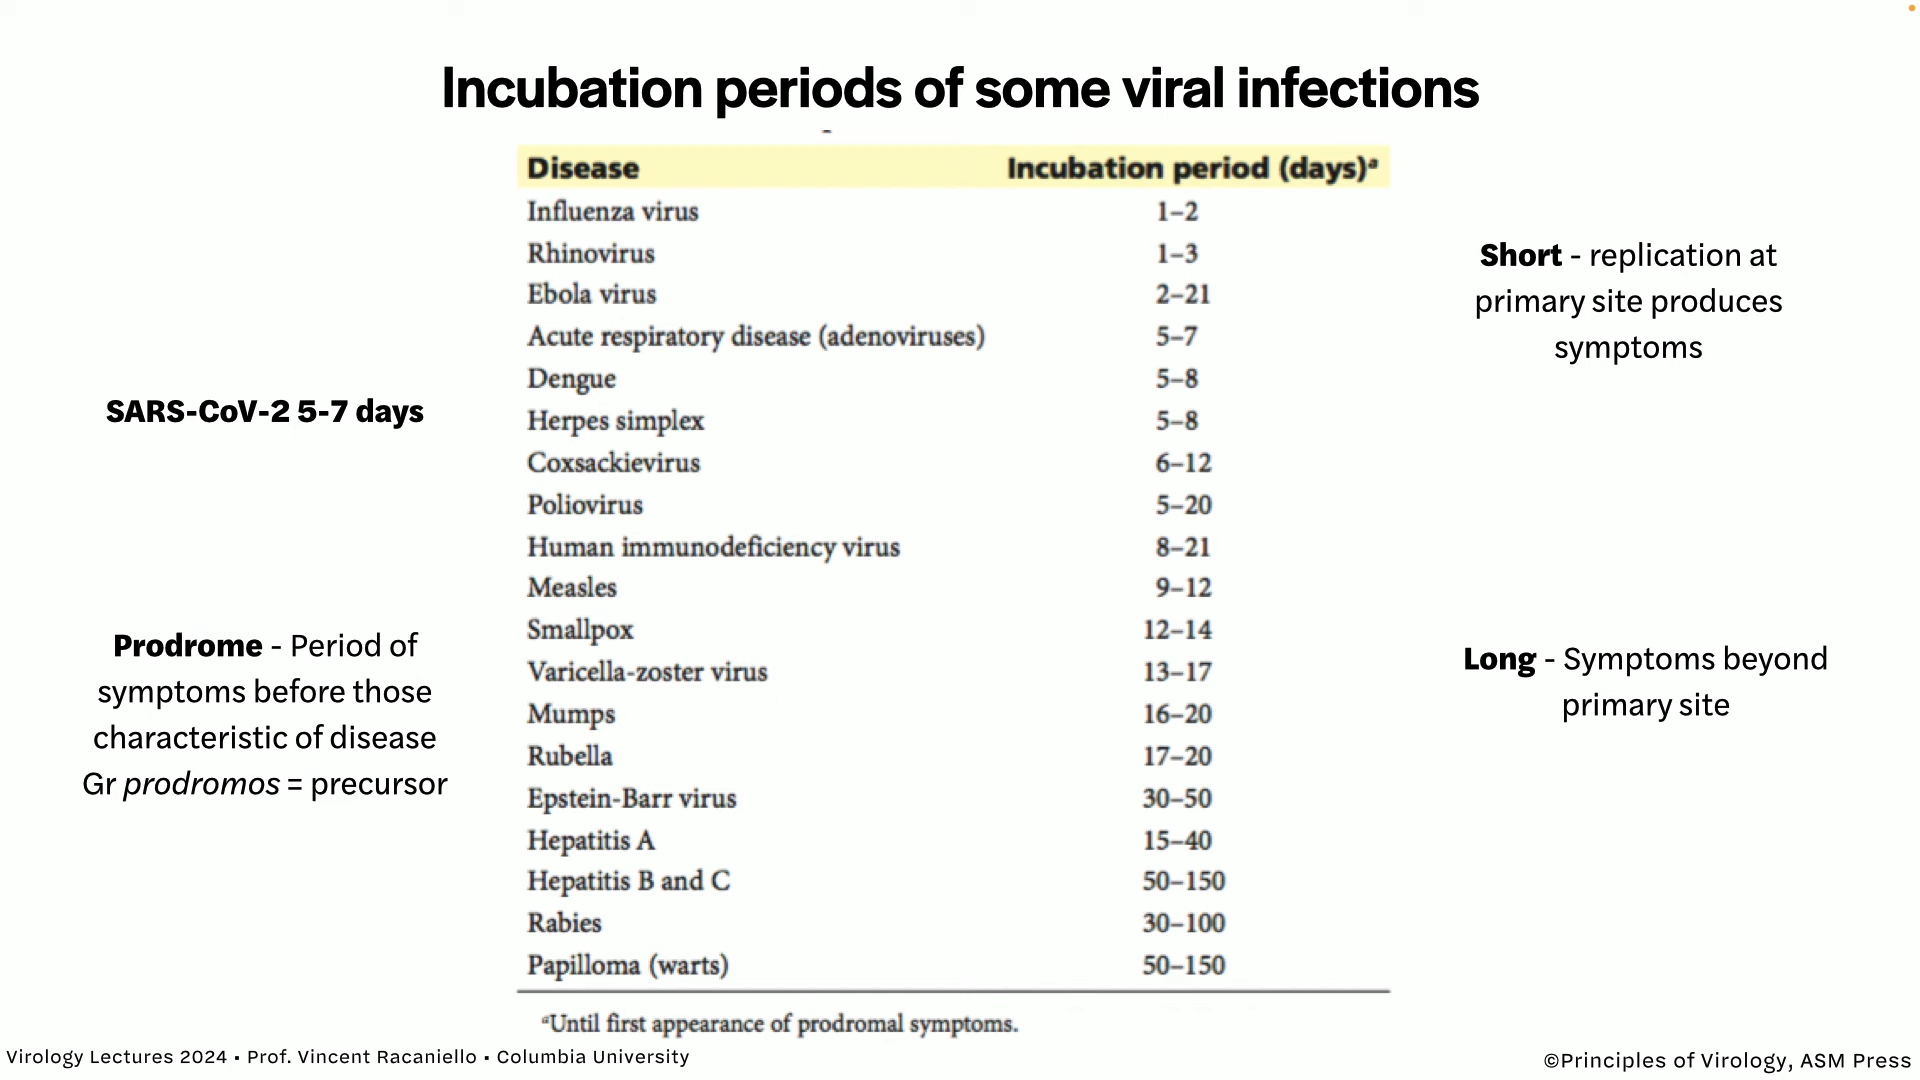 Incubation periods of some viral infections
Disease Incubation period (days)ᵃ
Influenza virus 1–2
Rhinovirus 1–3
Ebola virus 2–21
Acute respiratory disease (adenoviruses) 5–7
Dengue 5–8
Herpes simplex 5–8
Coxsackievirus 6–12
Poliovirus 5–20
Human immunodeficiency virus 8–21
Measles 9–12
Smallpox 12–14
Varicella-zoster virus 13–17
Mumps 16–20
Rubella 17–20
Epstein-Barr virus 30–50
Hepatitis A 15–40
Hepatitis B and C 50–150
Rabies 30–100
Papilloma (warts) 50–150
ᵃUntil first appearance of prodromal symptoms.
SARS-CoV-2 5-7 days
Prodrome - Period of
symptoms before those
characteristic of disease
Gr prodromos = precursor
Short - replication at
primary site produces
symptoms
Long - Symptoms beyond
primary site
Virology Lectures 2024 • Prof. Vincent Racaniello • Columbia University
©Principles of Virology, ASM Press